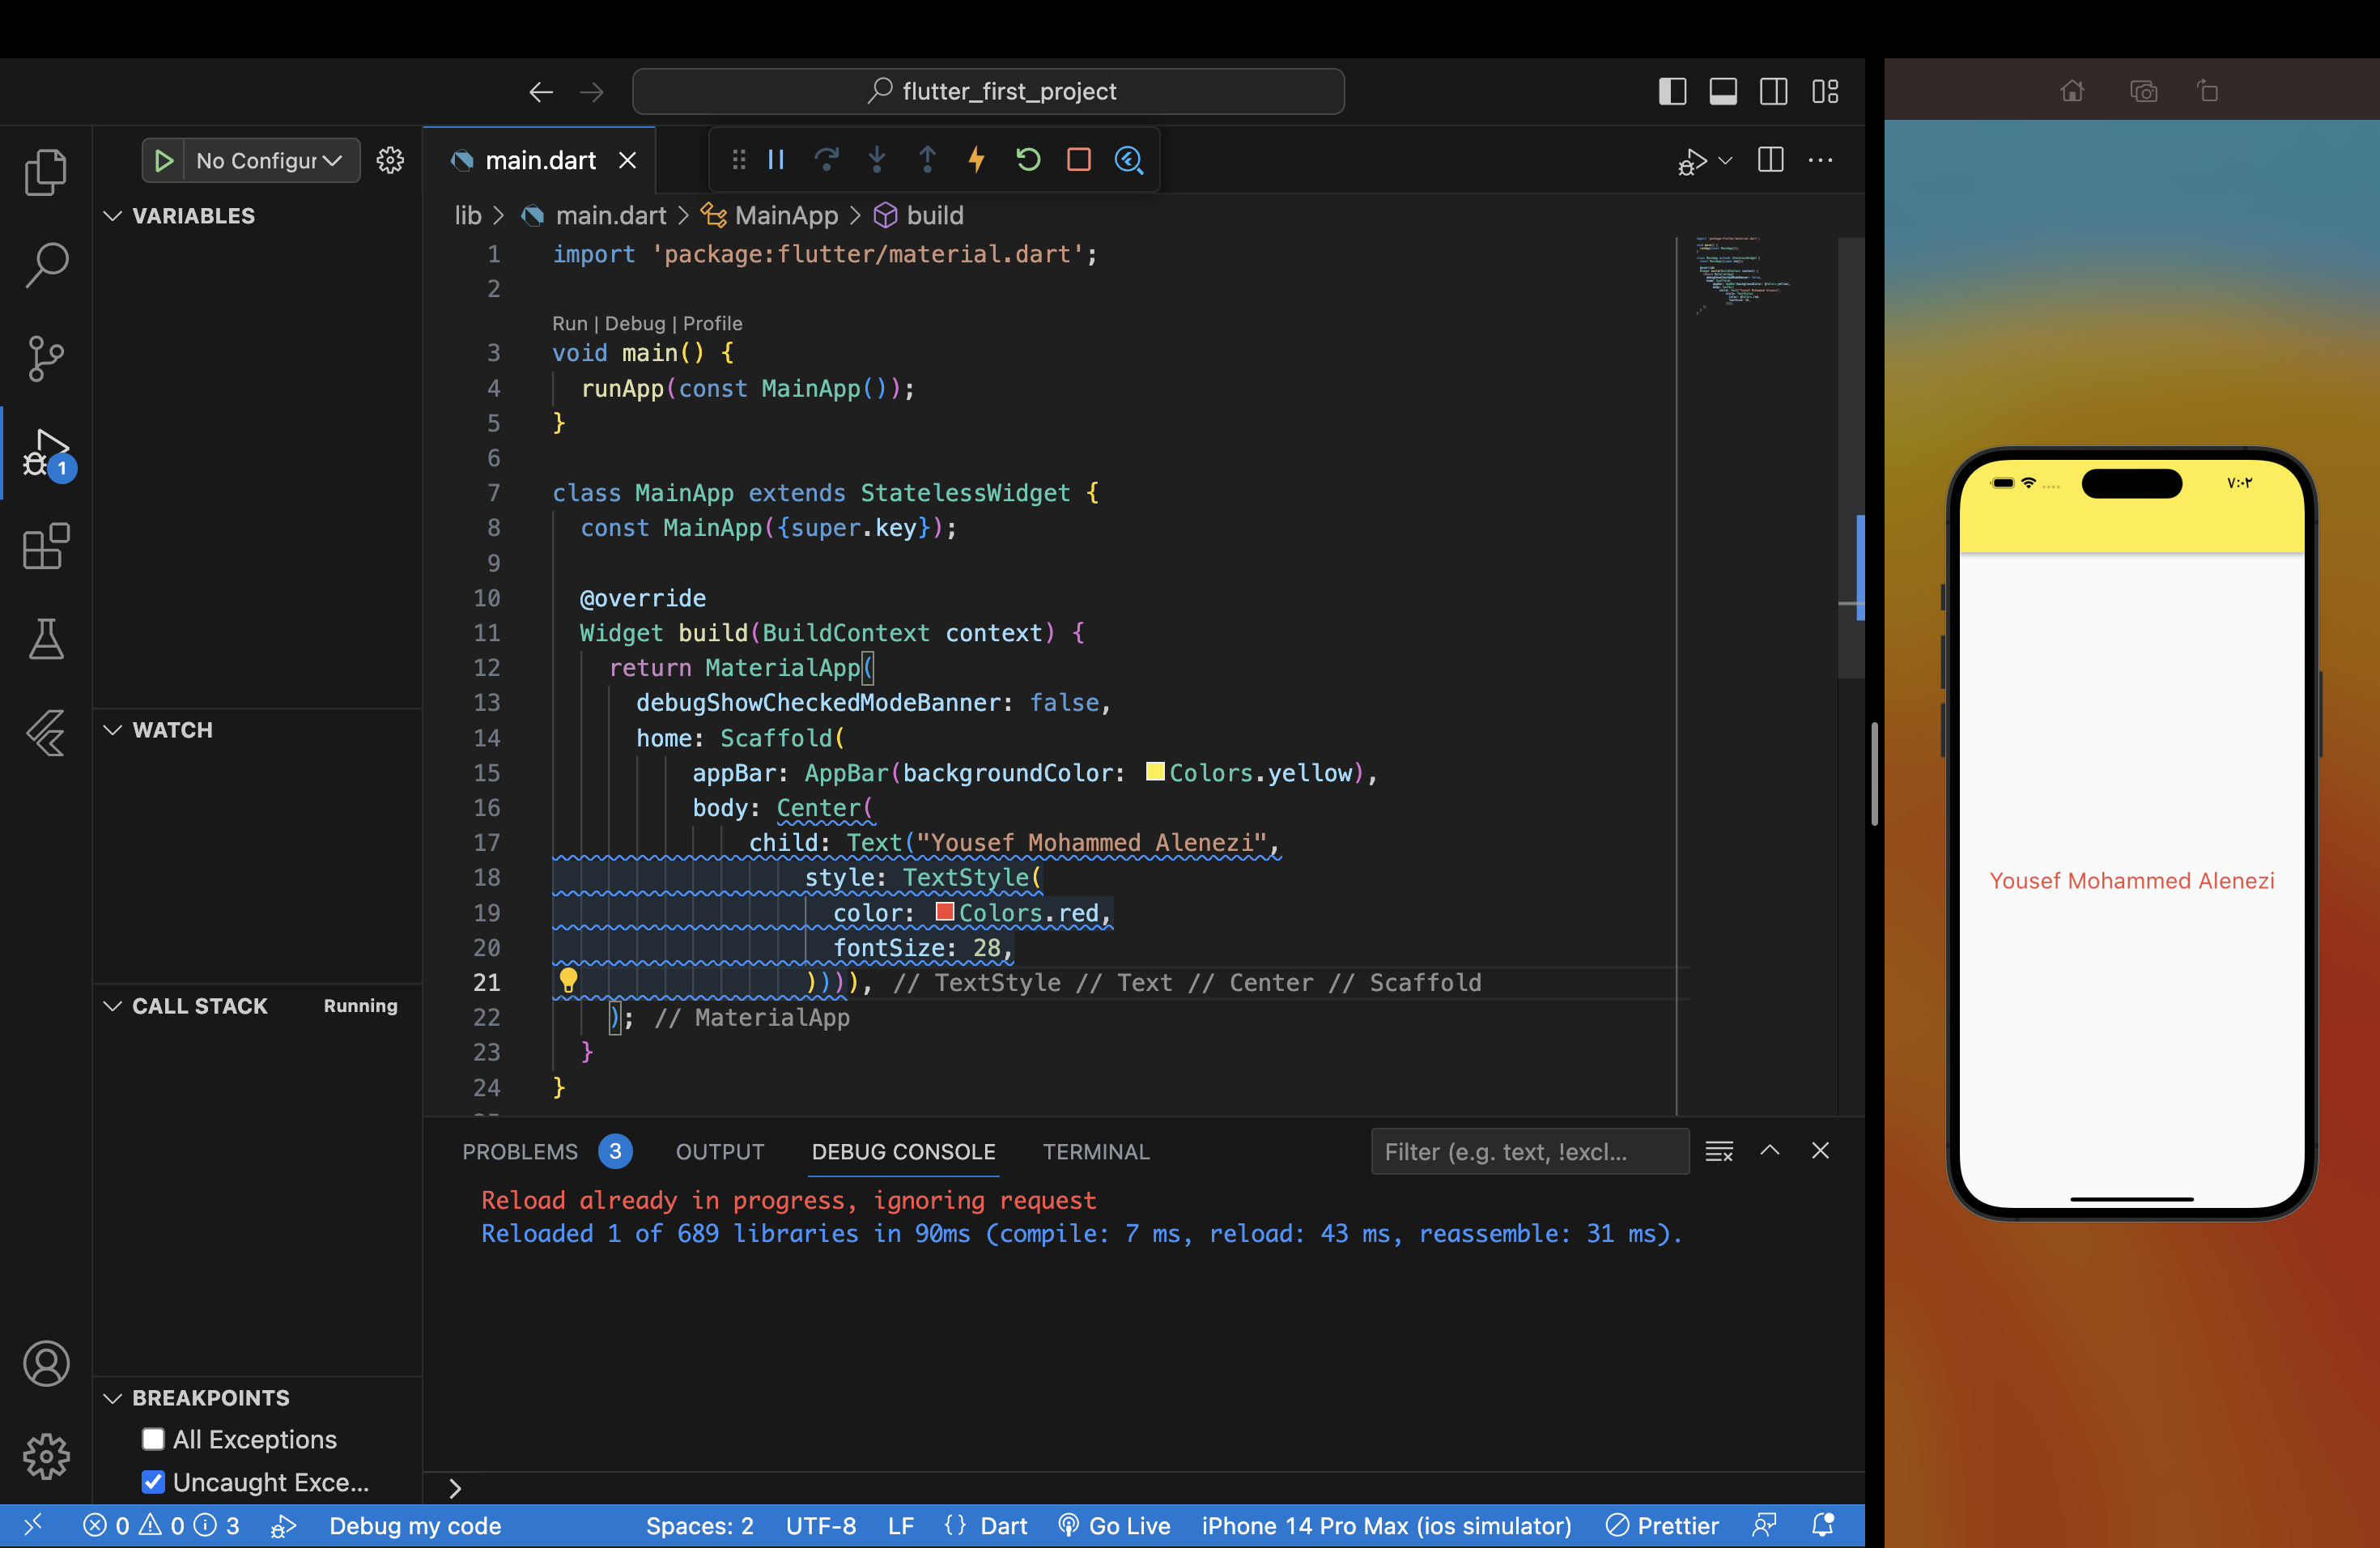 flutter_first_project
No Configur
main.dart
VARIABLES
lib > main.dart > MainApp > build
1 import 'package:flutter/material.dart';
2
Run | Debug | Profile
3 void main() {
4 runApp(const MainApp());
5 }
6
7 class MainApp extends StatelessWidget {
8 const MainApp({super.key});
9
10 @override
11 Widget build(BuildContext context) {
12 return MaterialApp(
13 debugShowCheckedModeBanner: false,
14 home: Scaffold(
15 appBar: AppBar(backgroundColor: Colors.yellow),
16 body: Center(
17 child: Text("Yousef Mohammed Alenezi",
18 style: TextStyle(
19 color: Colors.red,
20 fontSize: 28,
21 )))), // TextStyle // Text // Center // Scaffold
22 ); // MaterialApp
23 }
24 }
1
WATCH
CALL STACK Running
BREAKPOINTS
All Exceptions
Uncaught Exce...
PROBLEMS 3 OUTPUT DEBUG CONSOLE TERMINAL Filter (e.g. text, !excl...
Reload already in progress, ignoring request
Reloaded 1 of 689 libraries in 90ms (compile: 7 ms, reload: 43 ms, reassemble: 31 ms).
0 0 3 Debug my code Spaces: 2 UTF-8 LF {} Dart Go Live iPhone 14 Pro Max (ios simulator) Prettier
٧:٠٢
Yousef Mohammed Alenezi